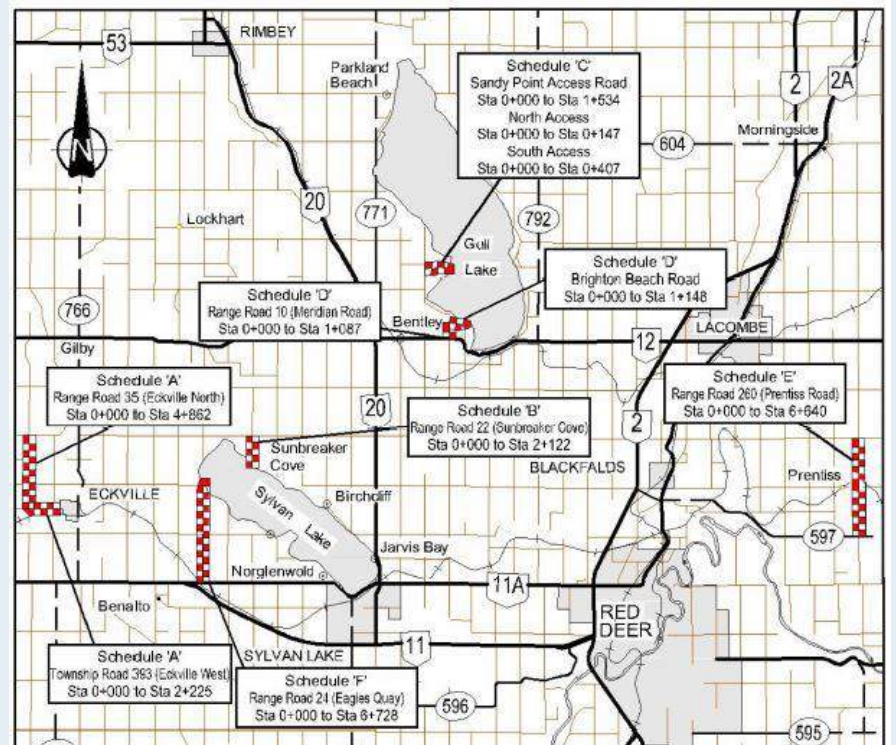 53
RIMBEY
Parkland
Beach
Schedule 'C'
Sandy Point Access Road
Sta 0+000 to Sta 1+534
North Access
Sta 0+000 to Sta 0+147
South Access
Sta 0+000 to Sta 0+407
2
2A
Morningside
604
N
20
771
792
Lockhart
Gull
Lake
766
Schedule 'D'
Range Road 10 (Meridian Road)
Sta 0+000 to Sta 1+087
Schedule 'D'
Brighton Beach Road
Sta 0+000 to Sta 1+148
Bentley
LACOMBE
Gilby
12
Schedule 'A'
Range Road 35 (Eckville North)
Sta 0+000 to Sta 4+862
20
Schedule 'B'
Range Road 22 (Sunbreaker Cove)
Sta 0+000 to Sta 2+122
2
Schedule 'E'
Range Road 260 (Prentiss Road)
Sta 0+000 to Sta 6+640
Sunbreaker
Cove
BLACKFALDS
Prentiss
ECKVILLE
Sylvan Lake
Birchcliff
597
Jarvis Bay
Norglenwold
11A
Benalto
RED
DEER
Schedule 'A'
Township Road 393 (Eckville West)
Sta 0+000 to Sta 2+225
SYLVAN LAKE
11
Schedule 'F'
Range Road 24 (Eagles Quay)
Sta 0+000 to Sta 6+728
596
595